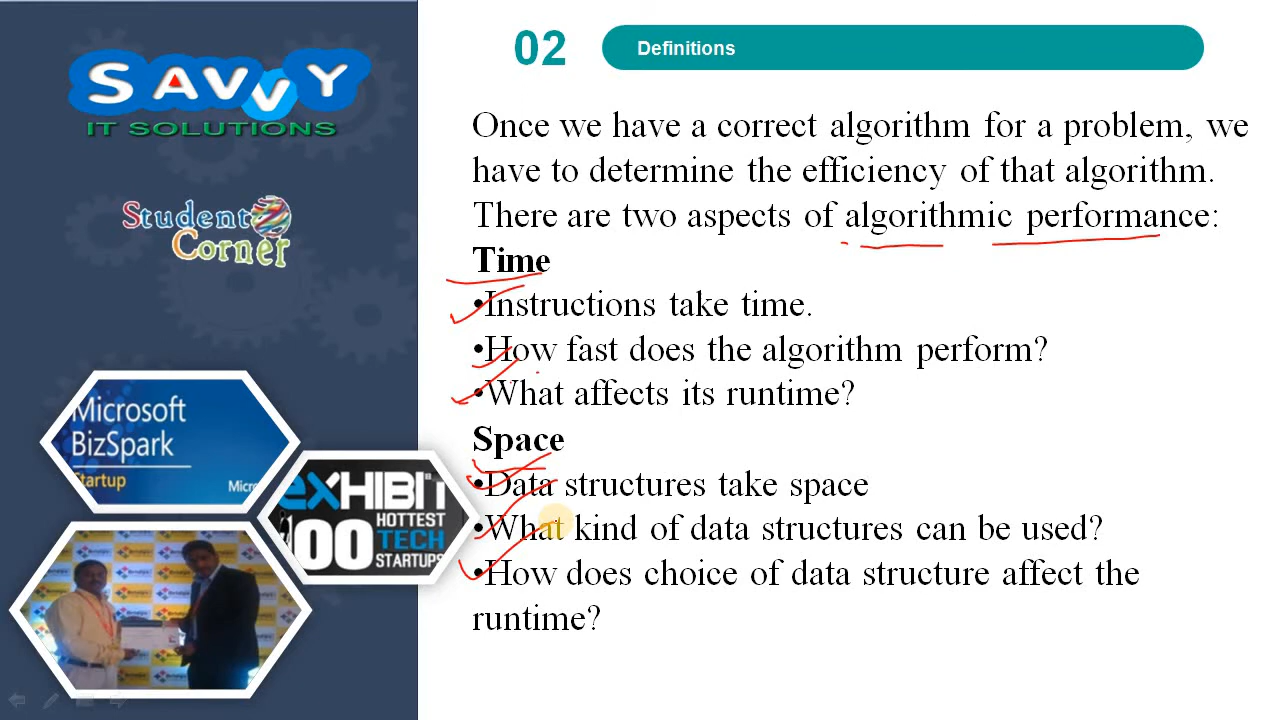 SAVVY
IT SOLUTIONS
Student
Corner
Microsoft
BizSpark
Startup
Micro
eXHIBIT
100
HOTTEST
TECH
STARTUPS
02
Definitions
Once we have a correct algorithm for a problem, we
have to determine the efficiency of that algorithm.
There are two aspects of algorithmic performance:
Time
•Instructions take time.
•How fast does the algorithm perform?
•What affects its runtime?
Space
•Data structures take space
•What kind of data structures can be used?
•How does choice of data structure affect the
runtime?